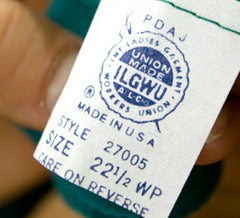 PDAJ
INT'L LADIES GARMENT
UNION
MADE
ILGWU
AFL-CIO
WORKERS UNION
®
MADE IN U.S.A.
STYLE 27005
SIZE 22½ WP
CARE ON REVERSE